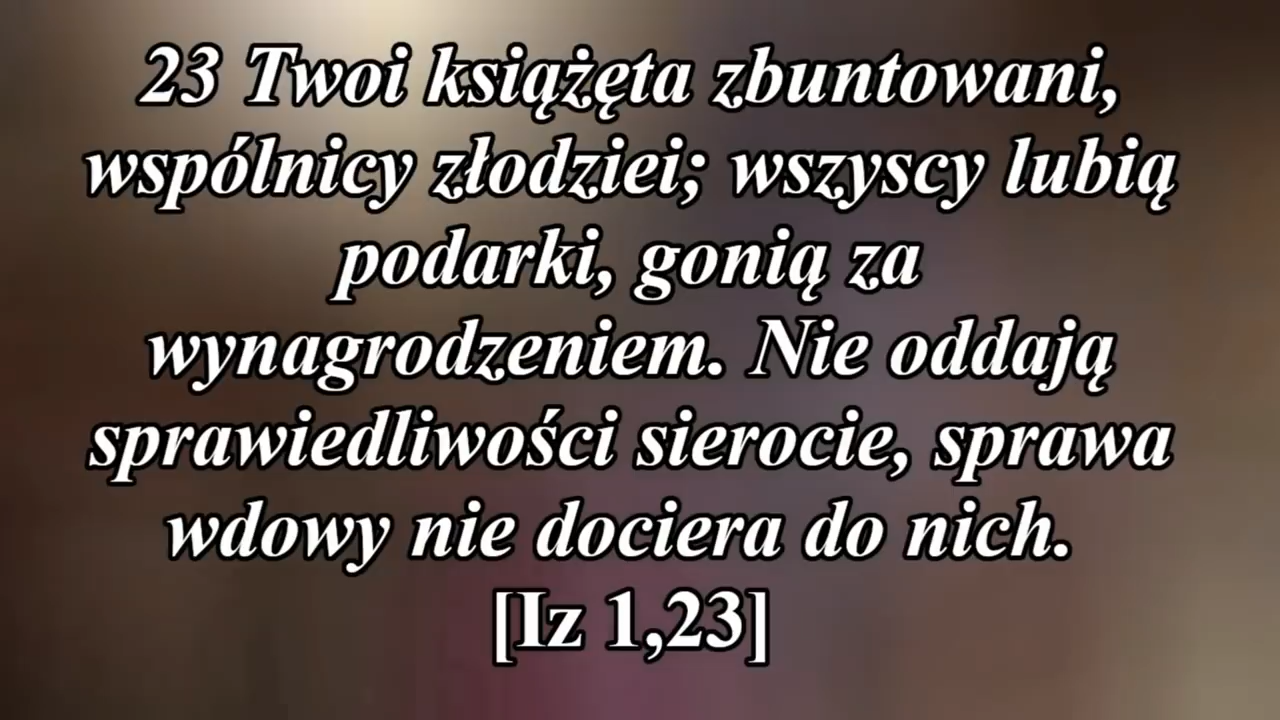 23 Twoi książęta zbuntowani,
wspólnicy złodziei; wszyscy lubią
podarki, gonią za
wynagrodzeniem. Nie oddają
sprawiedliwości sierocie, sprawa
wdowy nie dociera do nich.
[Iz 1,23]